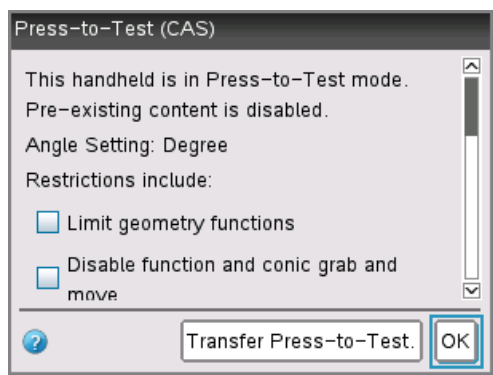 Press-to-Test (CAS)
This handheld is in Press-to-Test mode.
Pre-existing content is disabled.
Angle Setting: Degree
Restrictions include:
Limit geometry functions
Disable function and conic grab and
move
?
Transfer Press-to-Test.
OK